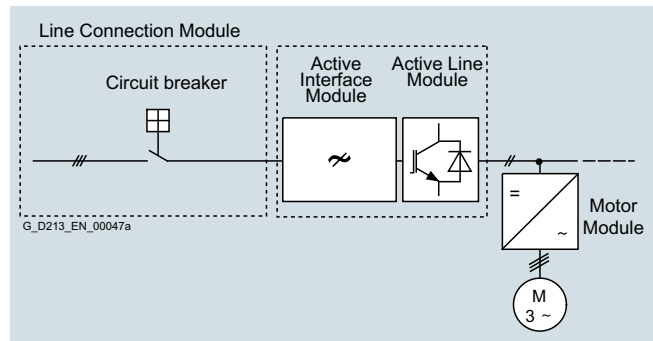 Line Connection Module
Circuit breaker
Active
Interface
Module
Active Line
Module
G_D213_EN_00047a
=
~
Motor
Module
M
3 ~